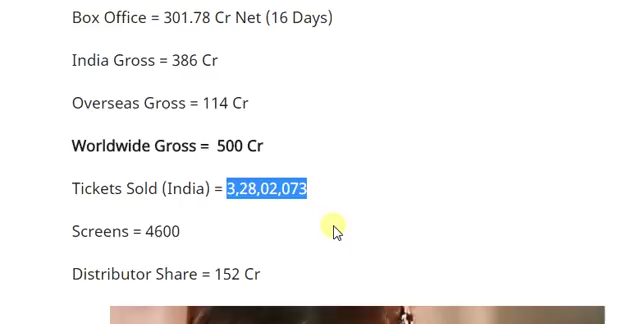 Box Office = 301.78 Cr Net (16 Days)
India Gross = 386 Cr
Overseas Gross = 114 Cr
Worldwide Gross = 500 Cr
Tickets Sold (India) = 3,28,02,073
Screens = 4600
Distributor Share = 152 Cr